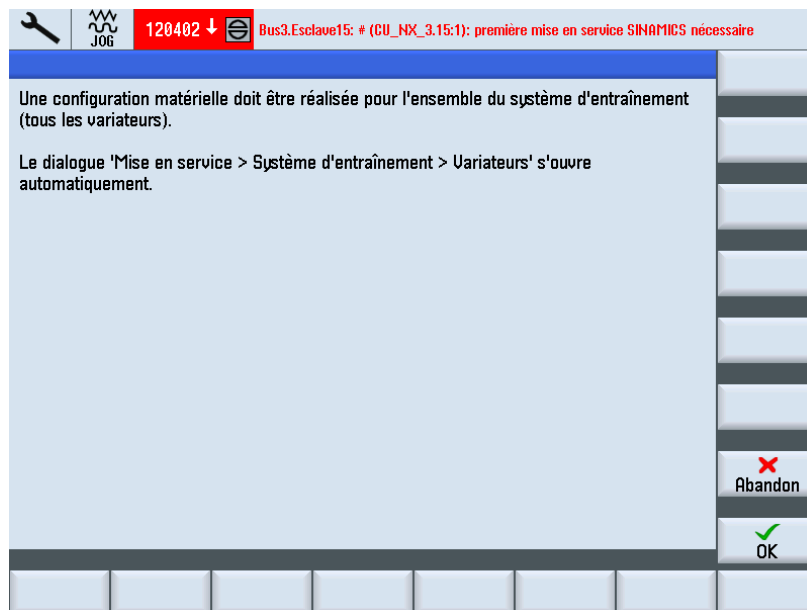 JOG
120402 ↓ Bus3.Esclave15: # (CU_NX_3.15:1): première mise en service SINAMICS nécessaire
Une configuration matérielle doit être réalisée pour l'ensemble du système d'entraînement
(tous les variateurs).
Le dialogue 'Mise en service > Système d'entraînement > Variateurs' s'ouvre
automatiquement.
Abandon
OK